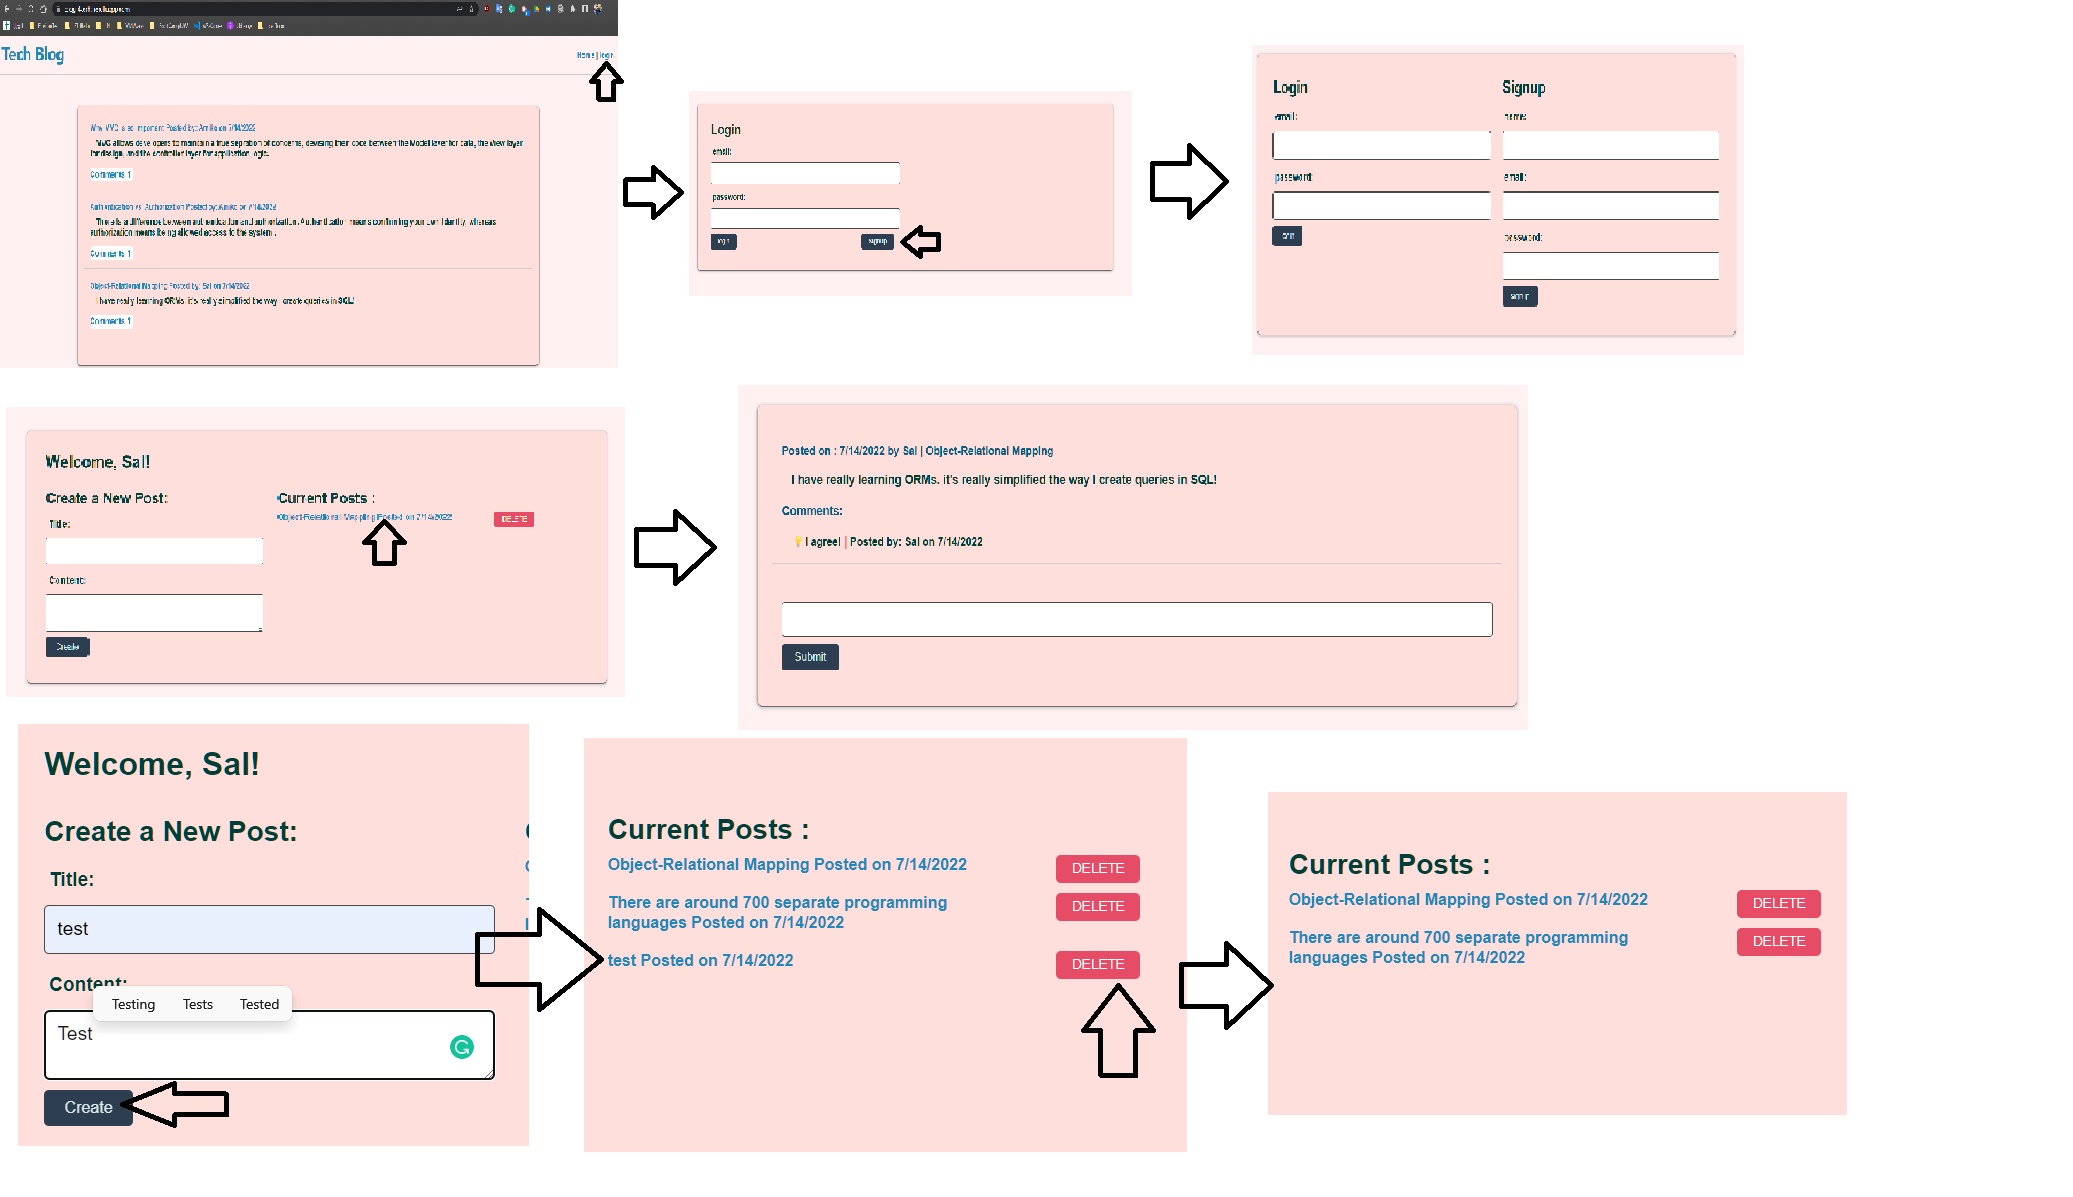 Tech Blog
Home | login
Why MVC is so important Posted by: Amiko on 7/14/2022
MVC allows developers to maintain a true separation of concerns, devising their code between the Model layer for data, the View layer
for design, and the controller layer for application logic.
Comments 1
Authentication vs. Authorization Posted by: Amiko on 7/14/2022
There is a difference between authentication and authorization. Authentication means confirming your own identity, whereas
authorization means being allowed access to the system.
Comments 1
Object-Relational Mapping Posted by: Sal on 7/14/2022
I have really learning ORMs. it's really simplified the way I create queries in SQL!
Comments 1
Login
email:
password:
login
signup
Login
email:
password:
login
Signup
name:
email:
password:
signup
Welcome, Sal!
Create a New Post:
Title:
Content:
Create
Current Posts :
Object-Relational Mapping Posted on 7/14/2022
DELETE
Posted on : 7/14/2022 by Sal | Object-Relational Mapping
I have really learning ORMs. it's really simplified the way I create queries in SQL!
Comments:
I agree! | Posted by: Sal on 7/14/2022
Submit
Welcome, Sal!
Create a New Post:
Title:
test
Content:
Testing Tests Tested
Test
Create
Current Posts :
Object-Relational Mapping Posted on 7/14/2022
DELETE
There are around 700 separate programming
languages Posted on 7/14/2022
DELETE
test Posted on 7/14/2022
DELETE
Current Posts :
Object-Relational Mapping Posted on 7/14/2022
DELETE
There are around 700 separate programming
languages Posted on 7/14/2022
DELETE